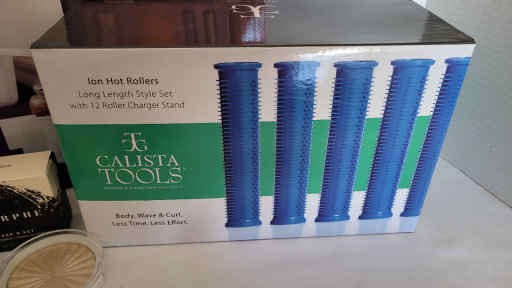 Ion Hot Rollers
Long Length Style Set
with 12 Roller Charger Stand
CALISTA
TOOLS
Body, Wave & Curl.
Less Time. Less Effort.
RPRE